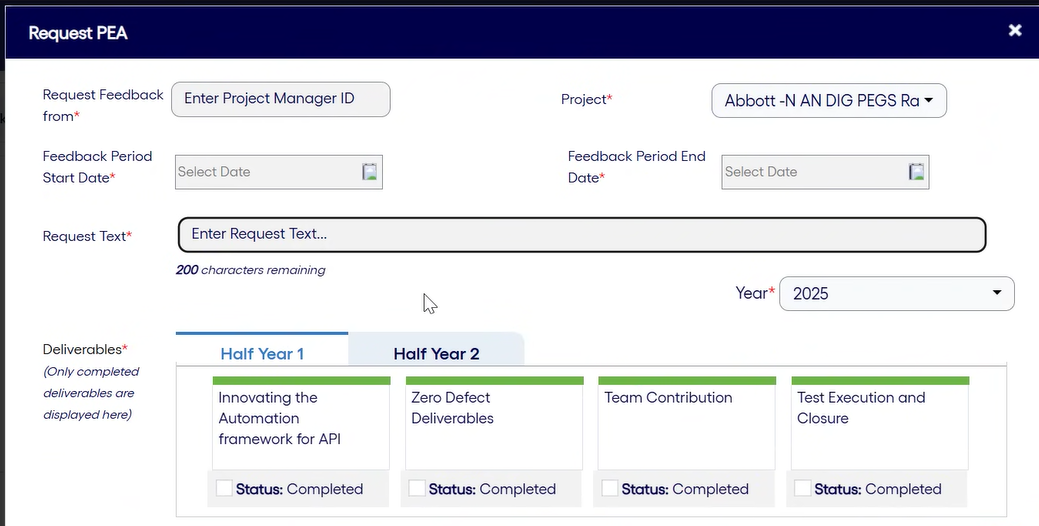 Request PEA
Request Feedback from*
Enter Project Manager ID
Project*
Abbott -N AN DIG PEGS Ra
Feedback Period Start Date*
Select Date
Feedback Period End Date*
Select Date
Request Text*
Enter Request Text...
200 characters remaining
Year*
2025
Deliverables*
(Only completed
deliverables are
displayed here)
Half Year 1
Half Year 2
Innovating the
Automation
framework for API
Status: Completed
Zero Defect
Deliverables
Status: Completed
Team Contribution
Status: Completed
Test Execution and
Closure
Status: Completed